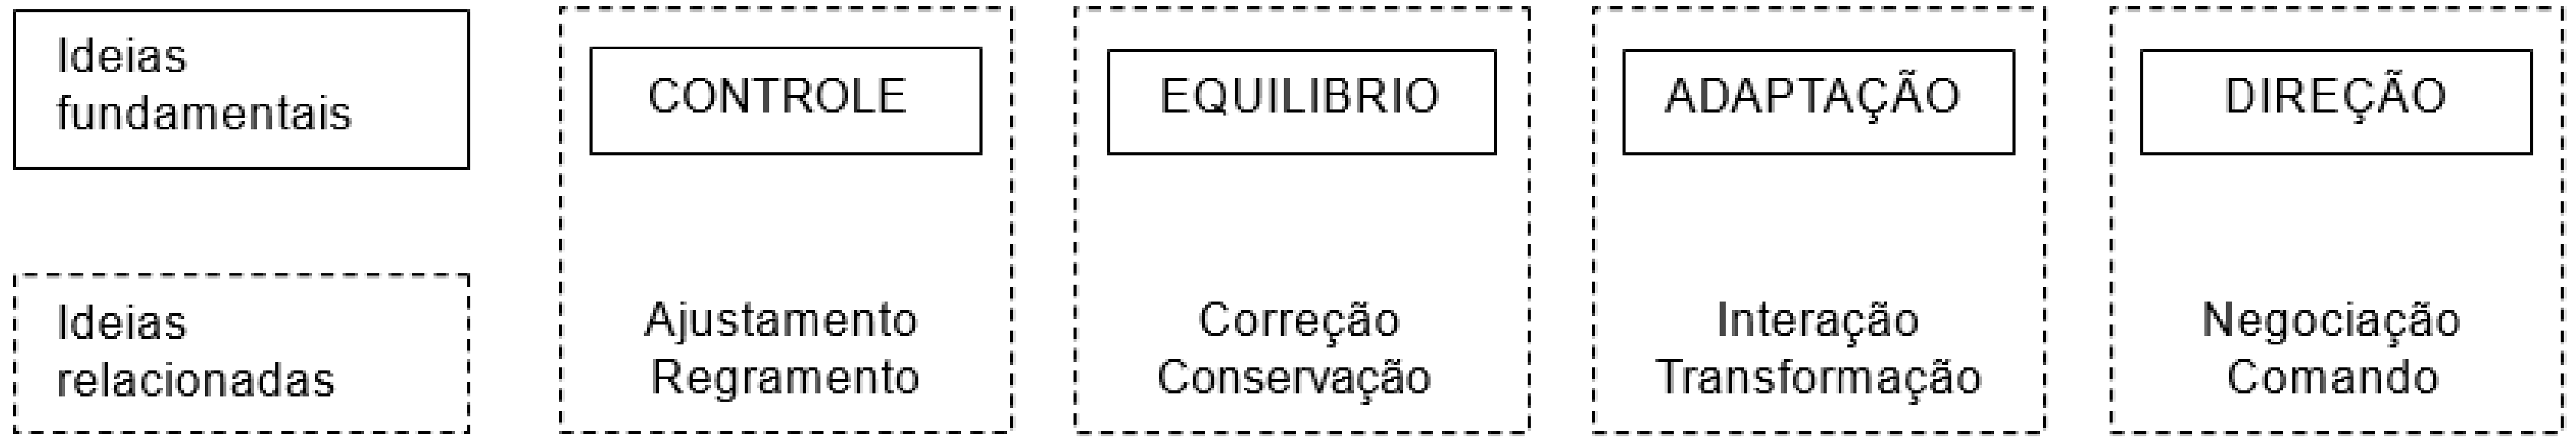 Ideias
fundamentais
CONTROLE
EQUILIBRIO
ADAPTAÇÃO
DIREÇÃO
Ideias
relacionadas
Ajustamento
Regramento
Correção
Conservação
Interação
Transformação
Negociação
Comando